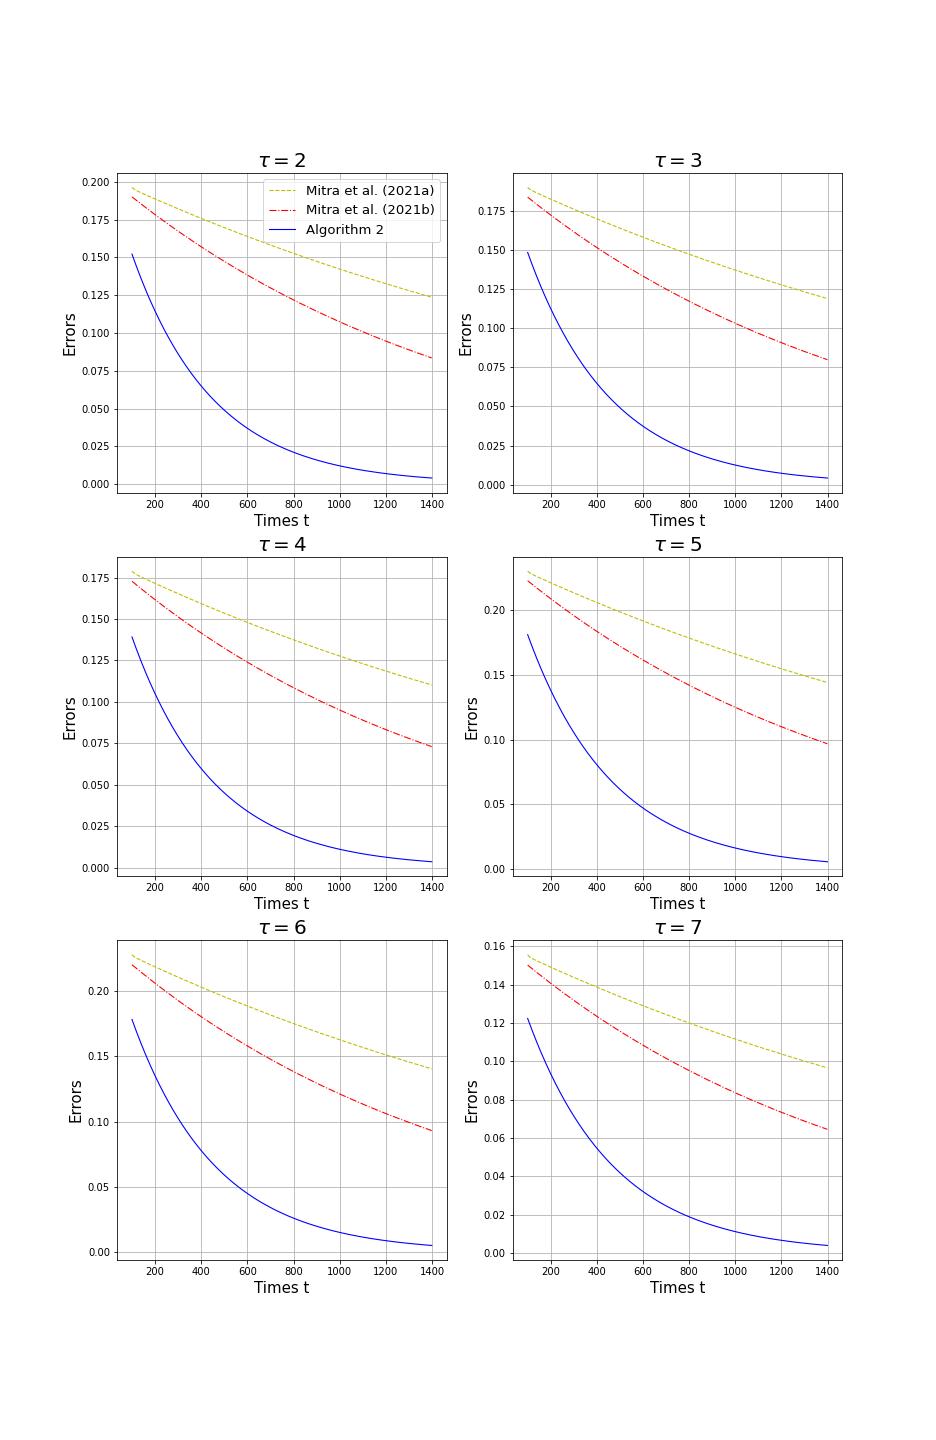 τ = 2
0.200
0.175
0.150
0.125
0.100
0.075
0.050
0.025
0.000
Errors
Mitra et al. (2021a)
Mitra et al. (2021b)
Algorithm 2
200 400 600 800 1000 1200 1400
Times t
τ = 3
0.175
0.150
0.125
0.100
0.075
0.050
0.025
0.000
Errors
200 400 600 800 1000 1200 1400
Times t
τ = 4
0.175
0.150
0.125
0.100
0.075
0.050
0.025
0.000
Errors
200 400 600 800 1000 1200 1400
Times t
τ = 5
0.20
0.15
0.10
0.05
0.00
Errors
200 400 600 800 1000 1200 1400
Times t
τ = 6
0.20
0.15
0.10
0.05
0.00
Errors
200 400 600 800 1000 1200 1400
Times t
τ = 7
0.16
0.14
0.12
0.10
0.08
0.06
0.04
0.02
0.00
Errors
200 400 600 800 1000 1200 1400
Times t